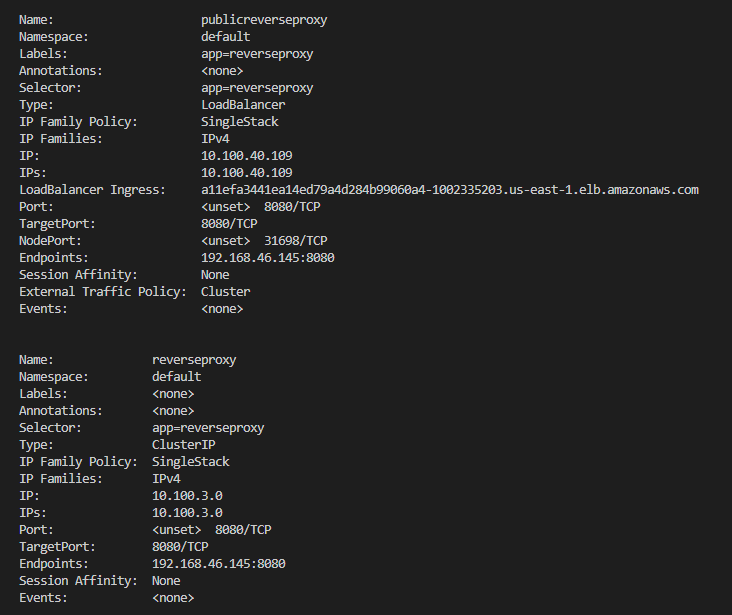 Name: publicreverseproxy
Namespace: default
Labels: app=reverseproxy
Annotations: <none>
Selector: app=reverseproxy
Type: LoadBalancer
IP Family Policy: SingleStack
IP Families: IPv4
IP: 10.100.40.109
IPs: 10.100.40.109
LoadBalancer Ingress: a11efa3441ea14ed79a4d284b99060a4-1002335203.us-east-1.elb.amazonaws.com
Port: <unset> 8080/TCP
TargetPort: 8080/TCP
NodePort: <unset> 31698/TCP
Endpoints: 192.168.46.145:8080
Session Affinity: None
External Traffic Policy: Cluster
Events: <none>
Name: reverseproxy
Namespace: default
Labels: <none>
Annotations: <none>
Selector: app=reverseproxy
Type: ClusterIP
IP Family Policy: SingleStack
IP Families: IPv4
IP: 10.100.3.0
IPs: 10.100.3.0
Port: <unset> 8080/TCP
TargetPort: 8080/TCP
Endpoints: 192.168.46.145:8080
Session Affinity: None
Events: <none>